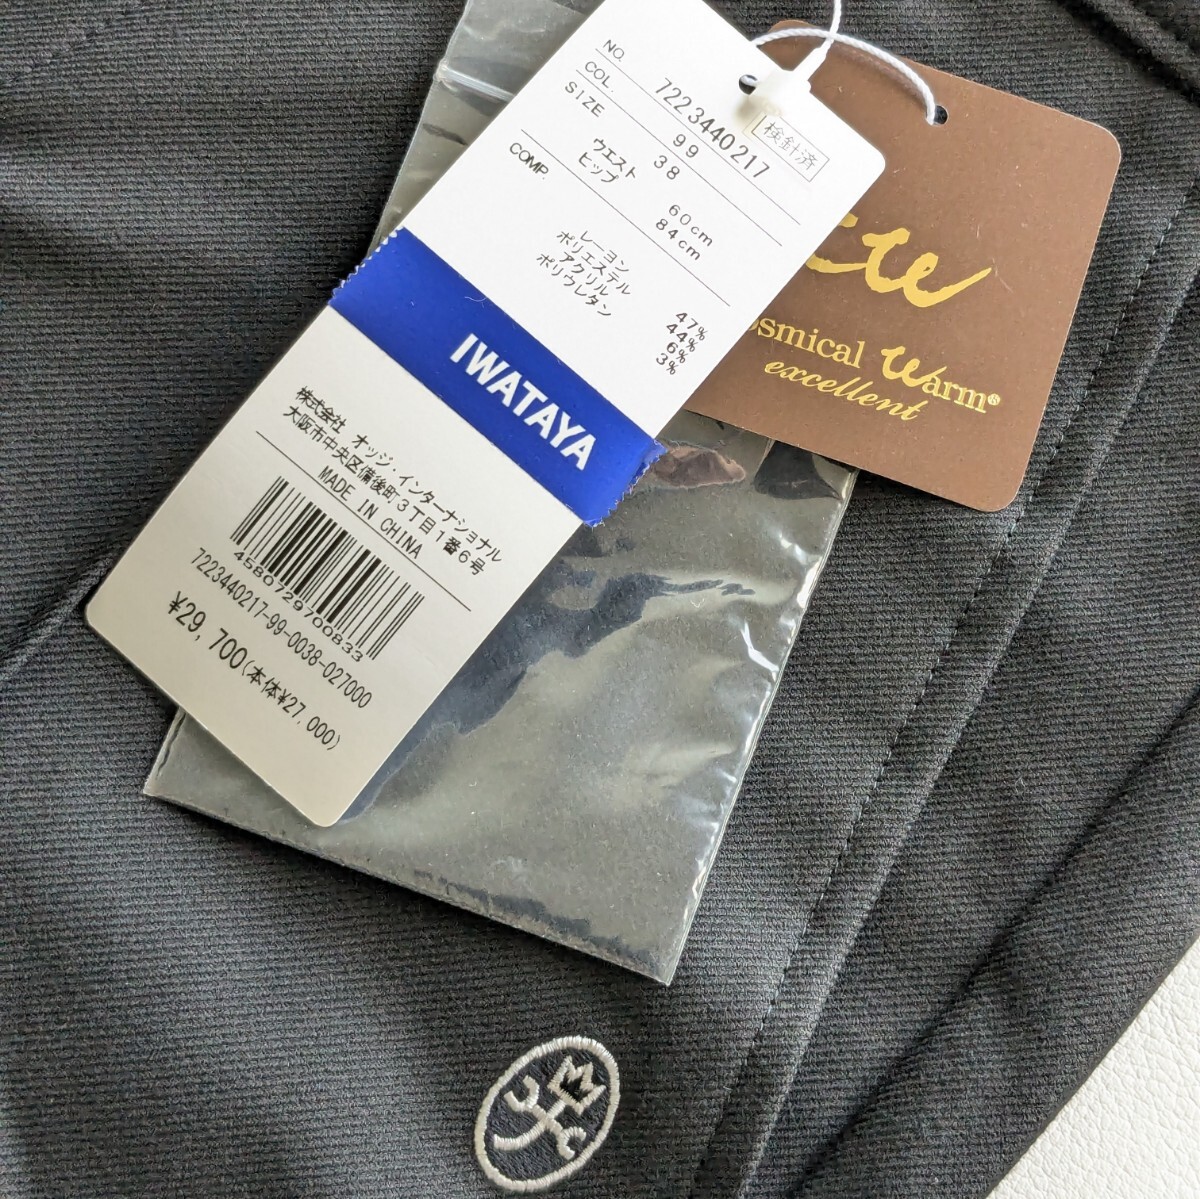 NO. 7223440217
COL. 99
SIZE 38
ウエスト 60cm
ヒップ 84cm
COMP.
レーヨン 47%
ポリエステル 44%
アクリル 6%
ポリウレタン 3%
検針済
IWATAYA
株式会社 オッジ・インターナショナル
大阪市中央区備後町3丁目1番6号
MADE IN CHINA
4580729700833
7223440217-99-0038-027000
¥29,700(本体¥27,000)
warm®
excellent